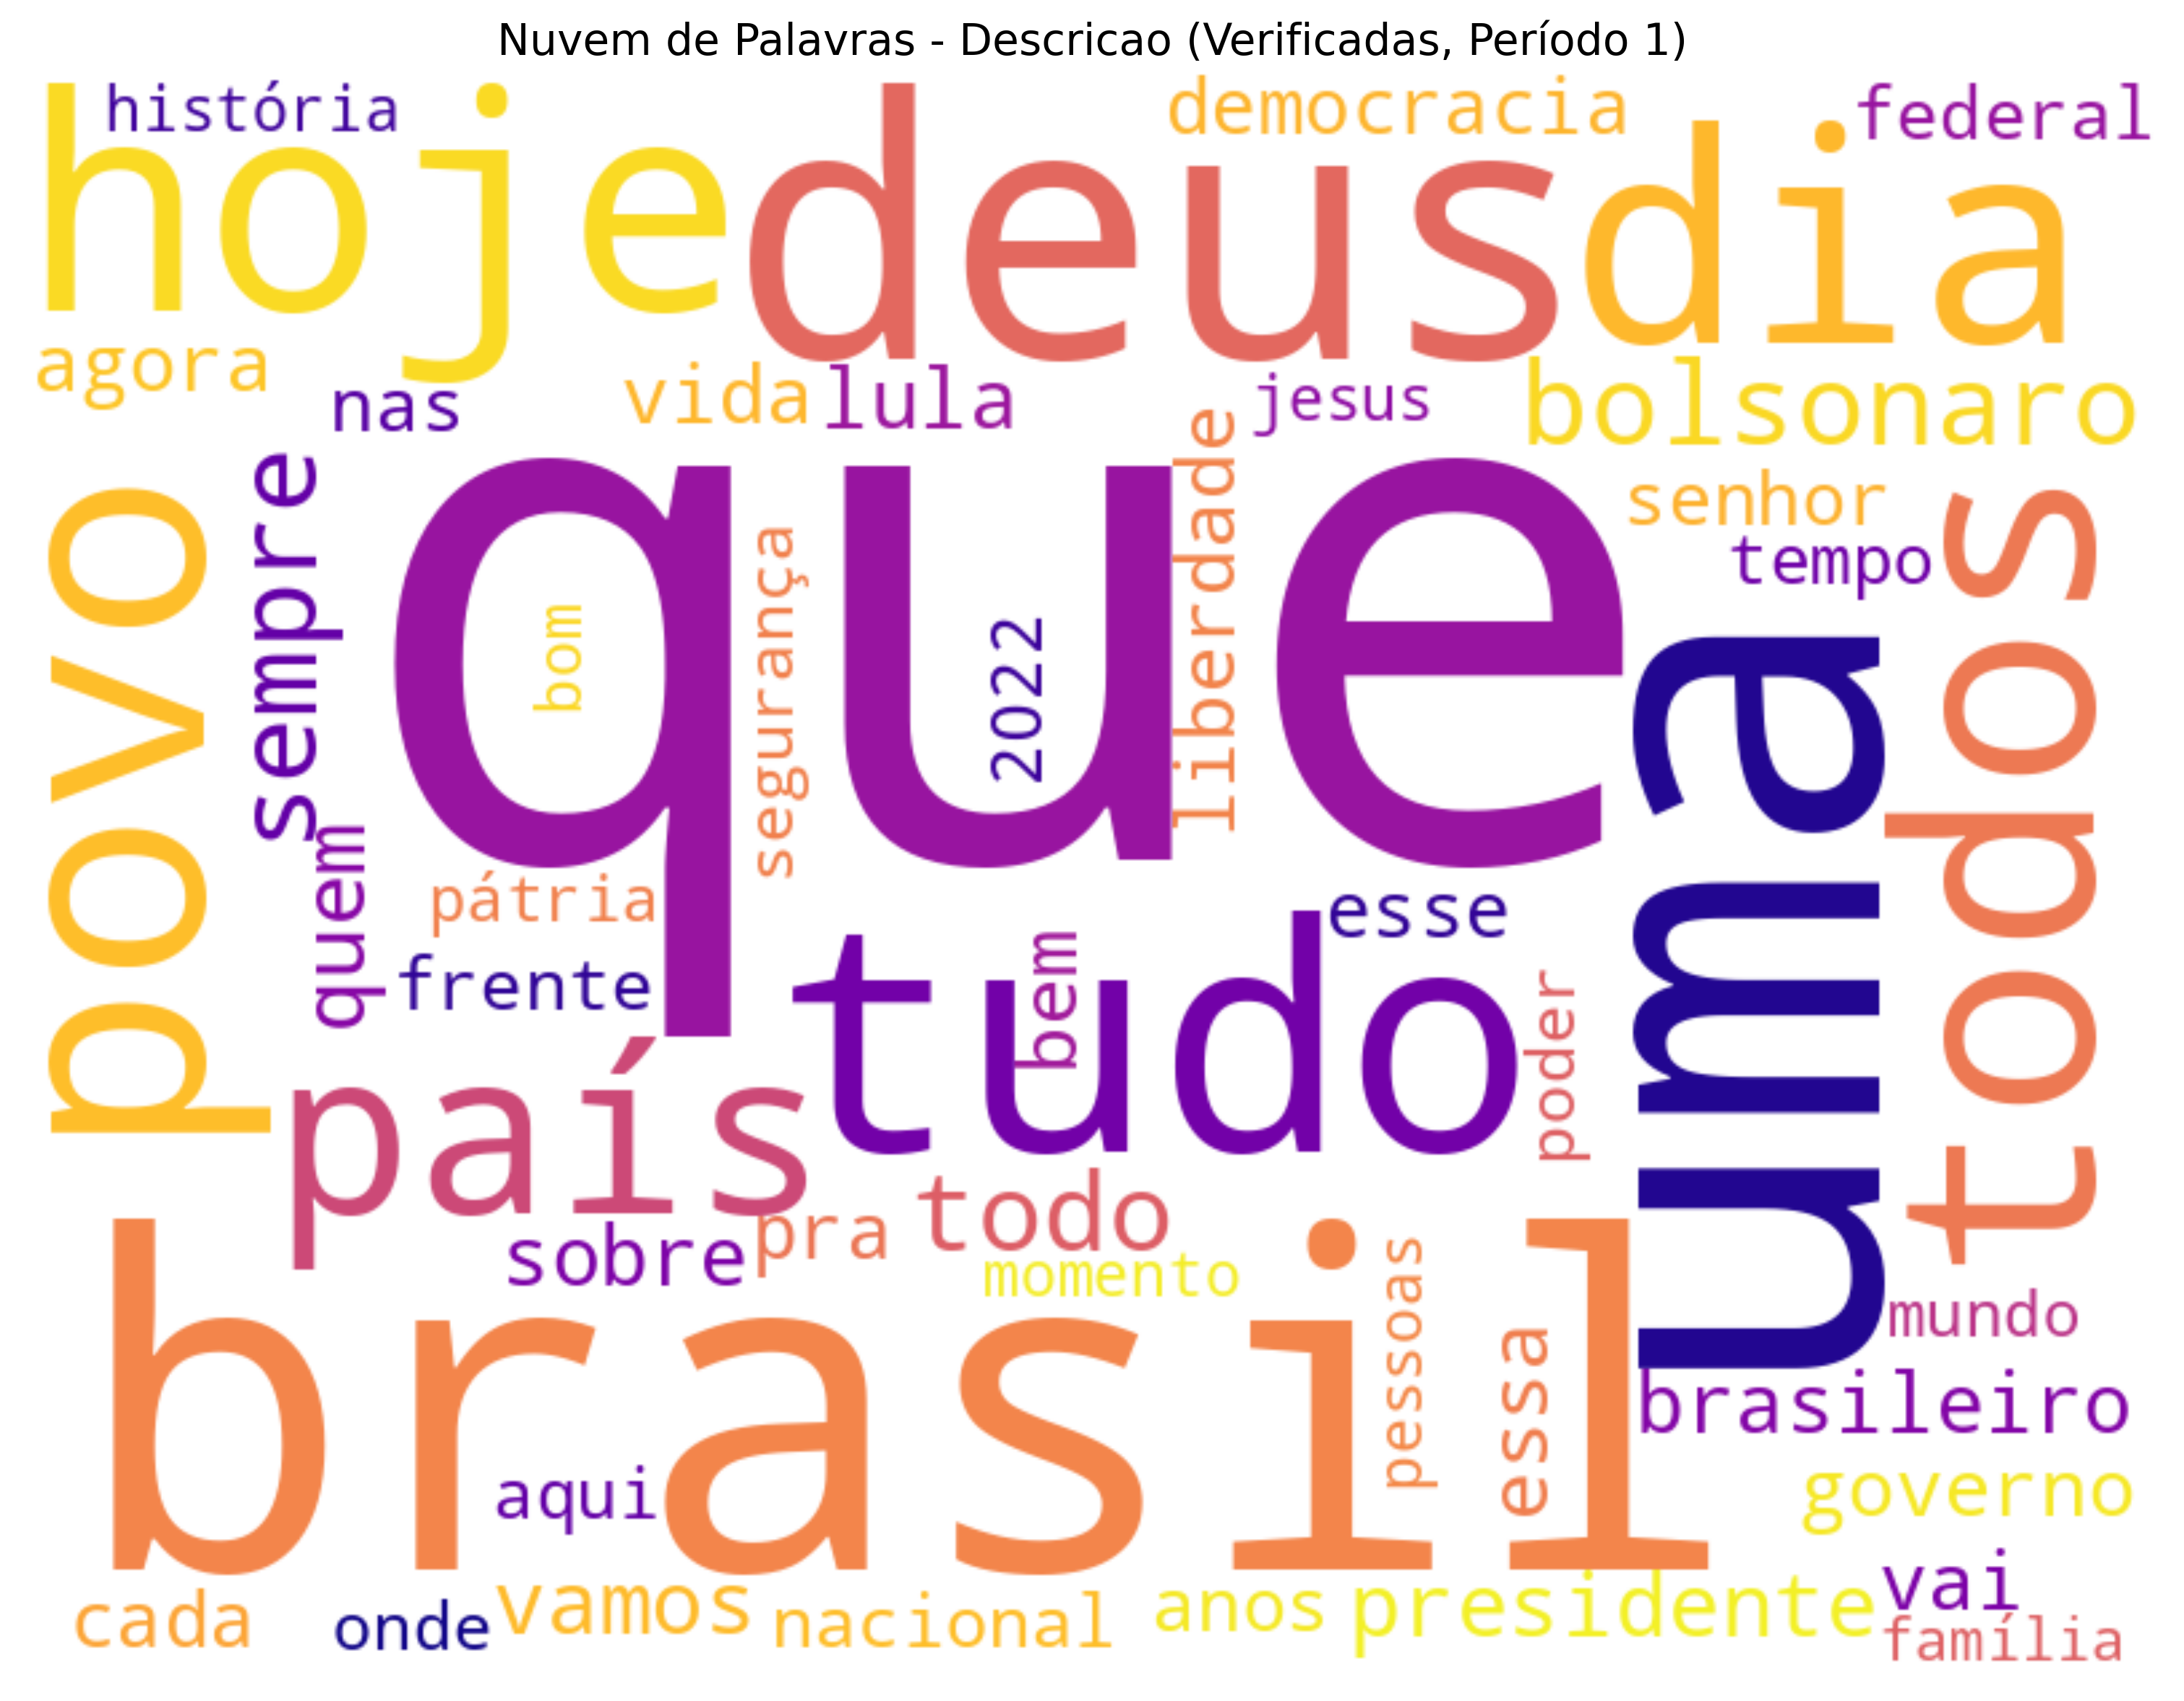 Nuvem de Palavras - Descricao (Verificadas, Período 1)
história
democracia
federal
hoje
deus
dia
agora
nas
vida
lula
jesus
bolsonaro
povo
sempre
que
bom
segurança
2022
liberdade
senhor
tempo
todos
uma
quem
pátria
frente
esse
tudo
bem
poder
país
sobre
pra
todo
momento
brasil
pessoas
essa
mundo
brasileiro
aqui
governo
cada
onde
vamos
nacional
anos
presidente
vai
família